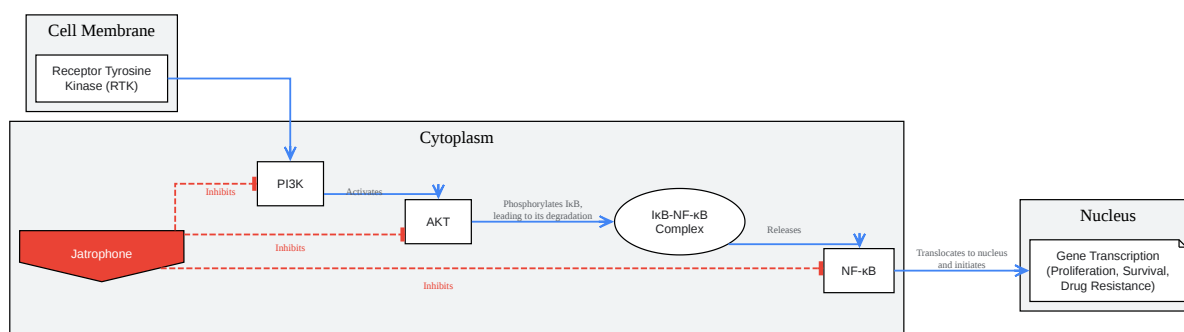 Cell Membrane
Receptor Tyrosine
Kinase (RTK)
Cytoplasm
PI3K
Activates
Inhibits
AKT
Phosphorylates IκB,
leading to its degradation
IκB-NF-κB
Complex
Releases
Jatrophone
Inhibits
Inhibits
NF-κB
Translocates to nucleus
and initiates
Nucleus
Gene Transcription
(Proliferation, Survival,
Drug Resistance)